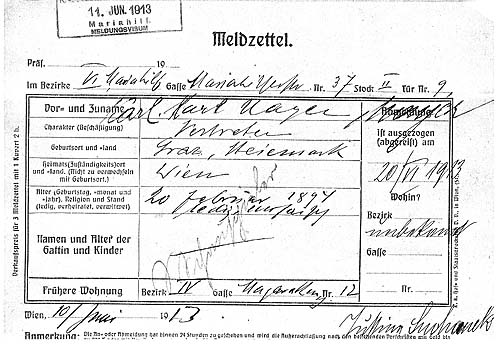 11. JUN. 1913
Mariahilf
MELDUNGSVISUM
Meldzettel.
Präs. 19
Im Bezirke VI Mariahilf Gasse Mariahilferstr Nr. 37 Stock II Tür Nr. 9
Vor- und Zuname Karl
Abmeldung
Charakter (Beschäftigung) Vertreter
Ist ausgezogen
(abgereist) am
Geburtsort und -land Graz, Steiermark
20/VI 1913
Heimats(Zuständigkeits)ort
und -land. (Nicht zu verwechseln
mit Geburtsort.) Wien
Wohin?
Alter (Geburtstag, -monat und
-jahr), Religion und Stand
(ledig, verheiratet, verwitwet) 20 Februar 1894
ledig
Bezirk
unbekannt
Namen und Alter der
Gattin und Kinder
Gasse
Frühere Wohnung Bezirk IV Gasse Nr. 12
Nr.
Wien, 10/Juni 1913
Anmerkung: Die An- oder Abmeldung hat binnen 24 Stunden zu geschehen und wird die Außerachtlassung nach den bestehenden Vorschriften am Geld bis
Verkaufspreis für 3 Meldzettel mit 1 Kuvert 2 h.